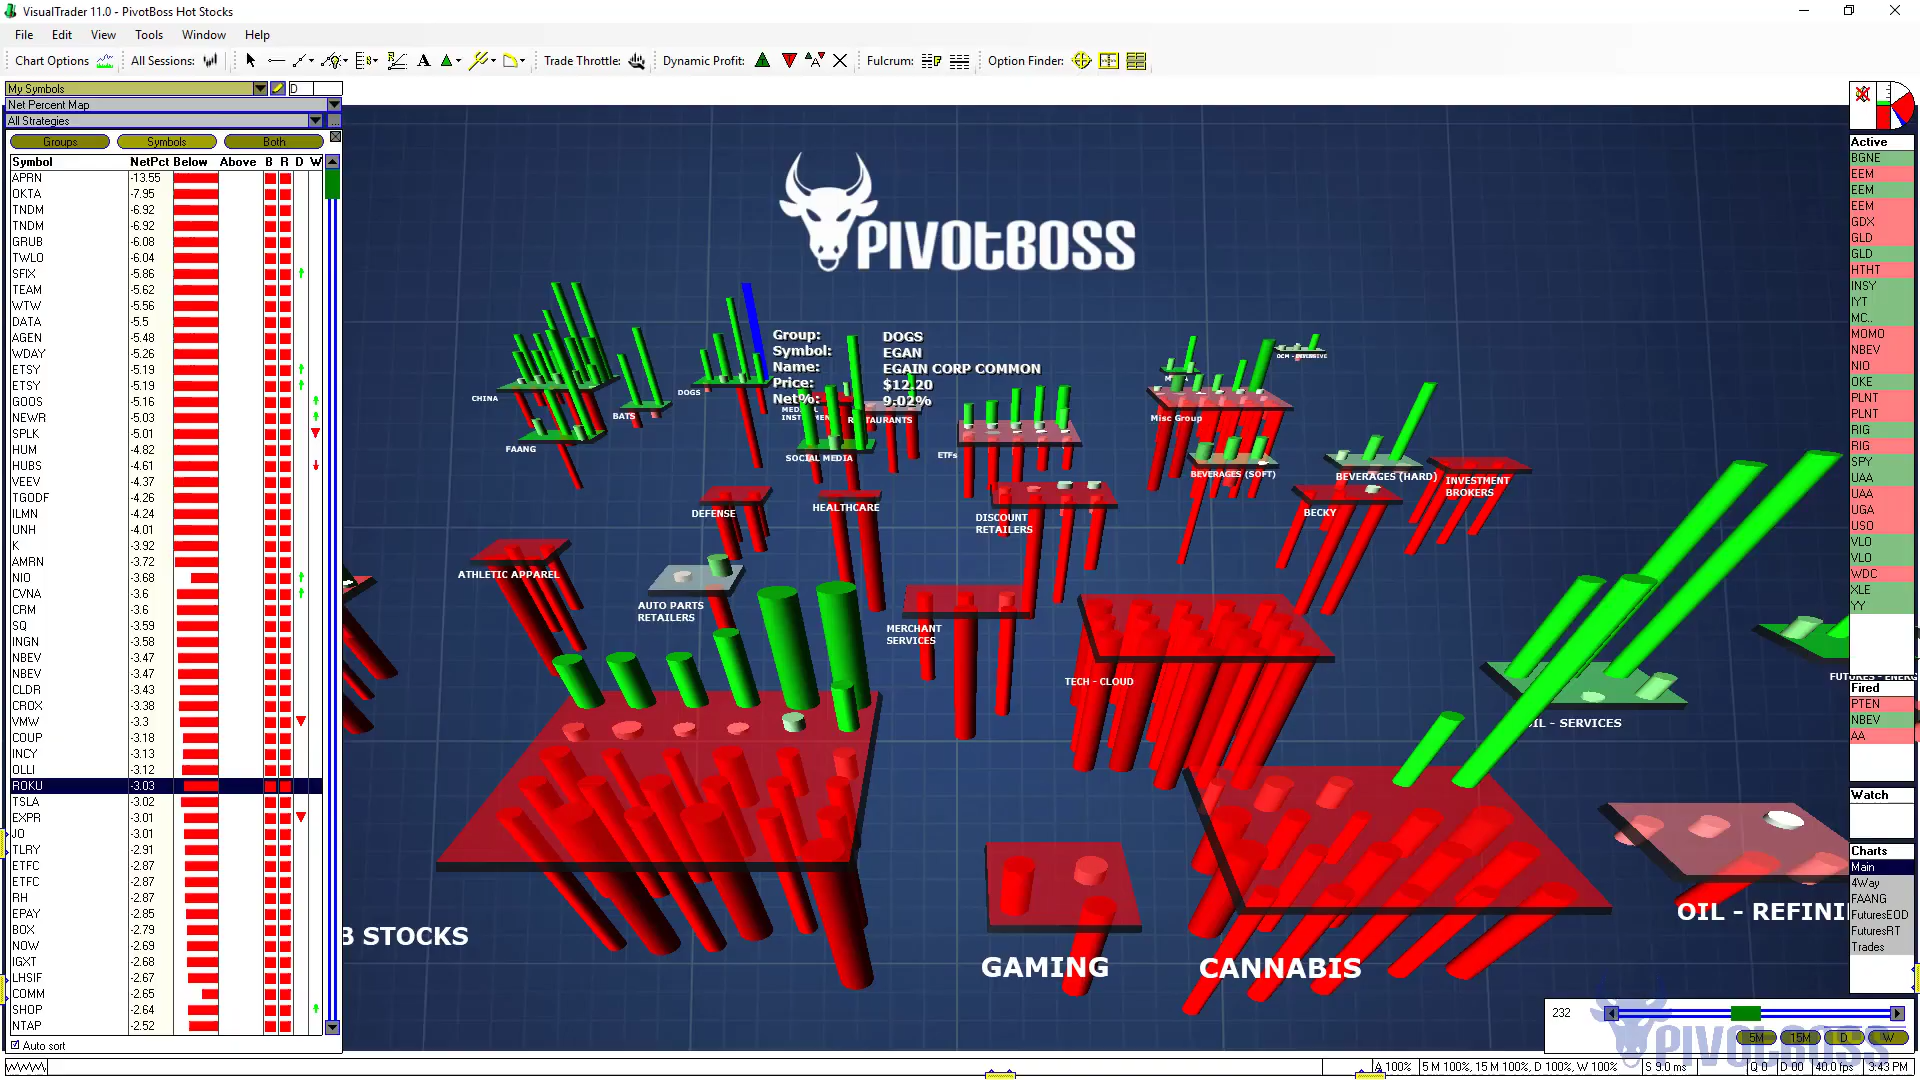 VisualTrader 11.0 - PivotBoss Hot Stocks
File Edit View Tools Window Help
Chart Options All Sessions: A Trade Throttle: Dynamic Profit: Fulcrum: Option Finder:
My Symbols D
Net Percent Map
All Strategies ...
Groups Symbols Both
Symbol NetPct Below Above B R D W
APRN -13.55
OKTA -7.95
TNDM -6.92
TNDM -6.92
GRUB -6.08
TWLO -6.04
SFIX -5.86
TEAM -5.62
WTW -5.56
DATA -5.5
AGEN -5.48
WDAY -5.26
ETSY -5.19
ETSY -5.19
GOOS -5.16
NEWR -5.03
SPLK -5.01
HUM -4.82
HUBS -4.61
VEEV -4.37
TGODF -4.26
ILMN -4.24
UNH -4.01
K -3.92
AMRN -3.72
NIO -3.68
CVNA -3.6
CRM -3.6
SQ -3.59
INGN -3.58
NBEV -3.47
NBEV -3.47
CLDR -3.43
CROX -3.38
VMW -3.3
COUP -3.18
INCY -3.13
OLLI -3.12
ROKU -3.03
TSLA -3.02
EXPR -3.01
JO -3.01
TLRY -2.91
ETFC -2.87
ETFC -2.87
RH -2.87
EPAY -2.85
BOX -2.79
NOW -2.69
IGXT -2.68
LHSIF -2.67
COMM -2.65
SHOP -2.64
NTAP -2.52
Auto sort
PIVOTBOSS
Group: DOGS
Symbol: EGAN
Name: EGAIN CORP COMMON
Price: $12.20
Net%: 9.02%
CHINA
BATS
DOGS
FAANG
SOCIAL MEDIA
ETFs
Misc Group
BEVERAGES (SOFT)
BEVERAGES (HARD)
INVESTMENT
BROKERS
DEFENSE
HEALTHCARE
DISCOUNT
RETAILERS
BECKY
ATHLETIC APPAREL
AUTO PARTS
RETAILERS
MERCHANT
SERVICES
TECH - CLOUD
OIL - SERVICES
B STOCKS
GAMING
CANNABIS
OIL - REFINI
Active
BGNE
EEM
EEM
EEM
GDX
GLD
GLD
HTHT
INSY
IYT
MC..
MOMO
NBEV
NIO
OKE
PLNT
PLNT
RIG
RIG
SPY
UAA
UAA
UGA
USO
VLO
VLO
WDC
XLE
YY
FUTURES - ENERG
Fired
PTEN
NBEV
AA
Watch
Charts
Main
4Way
FAANG
FuturesEOD
FuturesRT
Trades
232
5M 15M D W
PIVOTBOSS
A 100% 5 M 100%, 15 M 100%, D 100%, W 100% S 9.0 ms Q 0 D 00 40.0 fps 3:43 PM